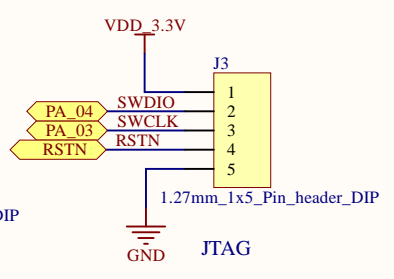 VDD_3.3V
J3
1
PA_04 SWDIO 2
PA_03 SWCLK 3
RSTN RSTN 4
5
1.27mm_1x5_Pin_header_DIP
DIP
GND
JTAG